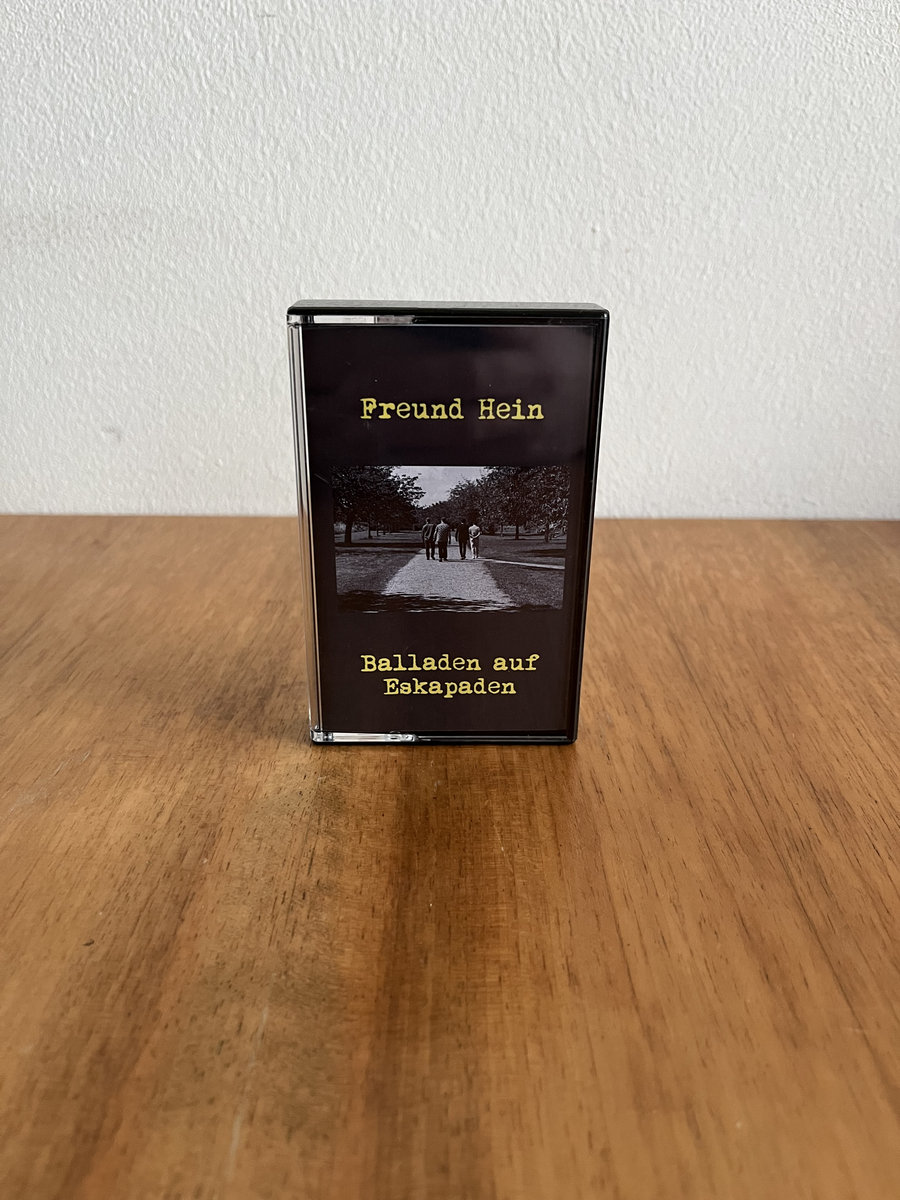 Freund Hein
Balladen auf
Eskapaden